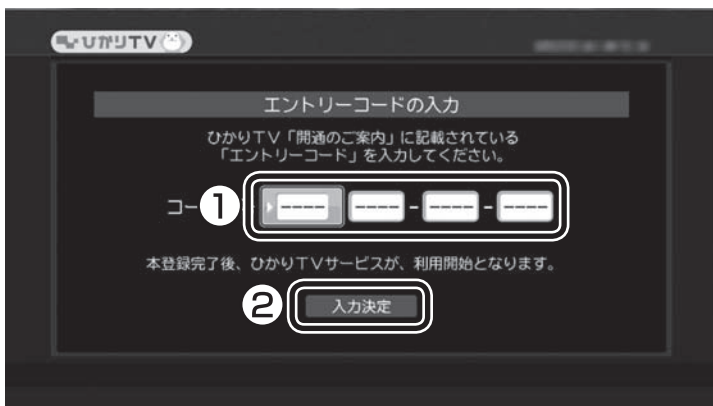 ひかりTV
エントリーコードの入力
ひかりTV「開通のご案内」に記載されている
「エントリーコード」を入力してください。
コー ① ---- ---- - ---- - ----
本登録完了後、ひかりTVサービスが、利用開始となります。
② 入力決定